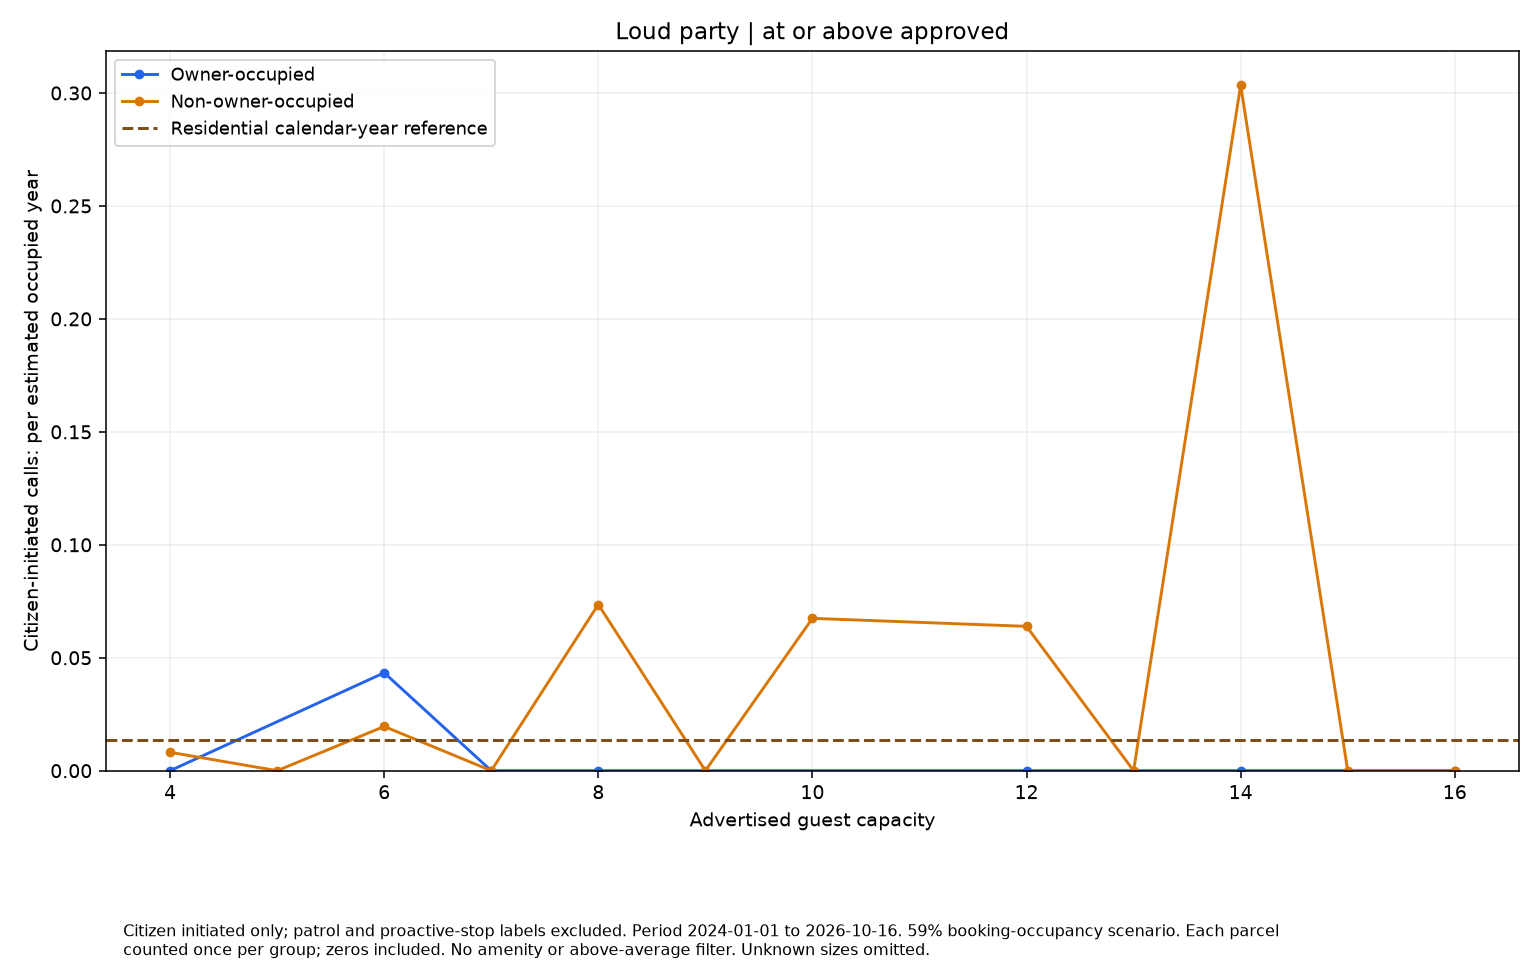 Loud party | at or above approved
Owner-occupied
Non-owner-occupied
Residential calendar-year reference
Citizen-initiated calls: per estimated occupied year
0.30
0.25
0.20
0.15
0.10
0.05
0.00
4 6 8 10 12 14 16
Advertised guest capacity
Citizen initiated only; patrol and proactive-stop labels excluded. Period 2024-01-01 to 2026-10-16. 59% booking-occupancy scenario. Each parcel
counted once per group; zeros included. No amenity or above-average filter. Unknown sizes omitted.